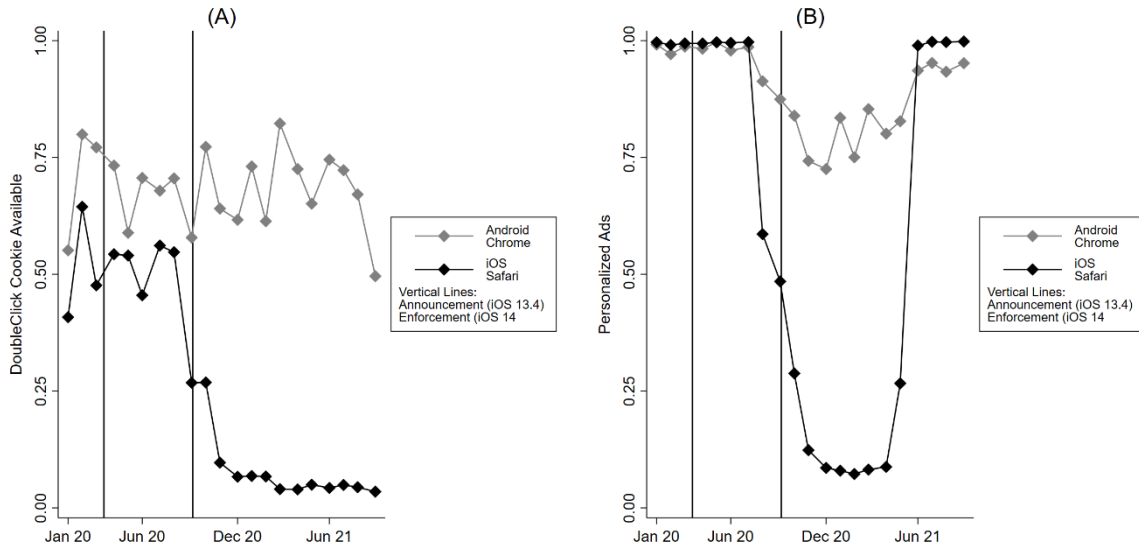 (A)
DoubleClick Cookie Available
1.00
0.75
0.50
0.25
0.00
Jan 20
Jun 20
Dec 20
Jun 21
Android
Chrome
iOS
Safari
Vertical Lines:
Announcement (iOS 13.4)
Enforcement (iOS 14
(B)
Personalized Ads
1.00
0.75
0.50
0.25
0.00
Jan 20
Jun 20
Dec 20
Jun 21
Android
Chrome
iOS
Safari
Vertical Lines:
Announcement (iOS 13.4)
Enforcement (iOS 14